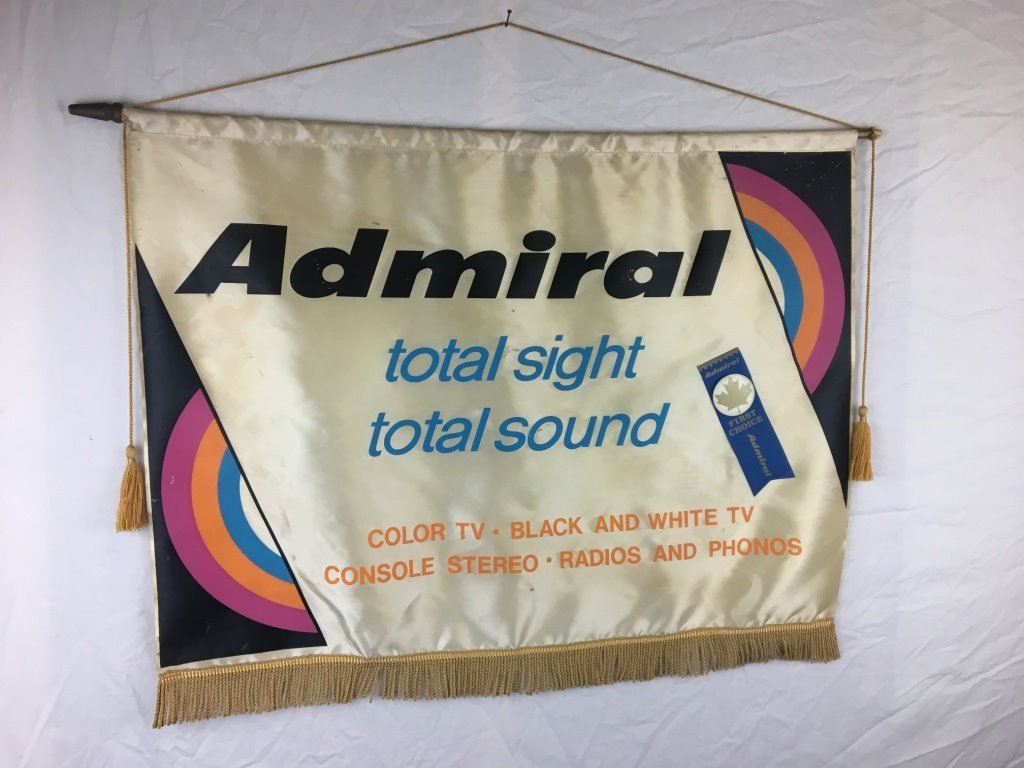 Admiral
total sight
total sound
Admiral
FIRST
CHOICE
Admiral
COLOR TV · BLACK AND WHITE TV
CONSOLE STEREO · RADIOS AND PHONOS